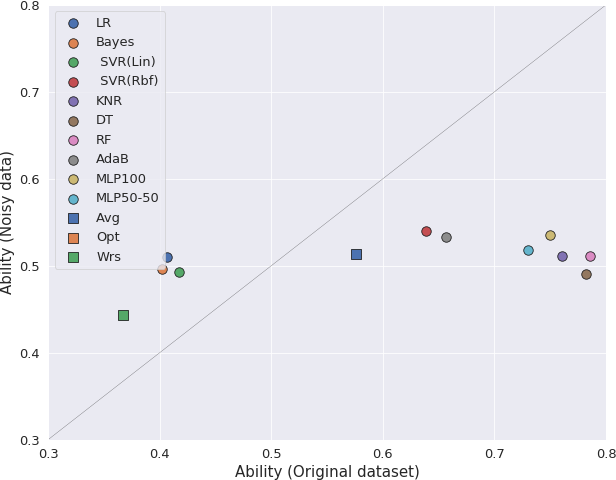 0.8
0.7
0.6
0.5
0.4
0.3
Ability (Noisy data)
LR
Bayes
SVR(Lin)
SVR(Rbf)
KNR
DT
RF
AdaB
MLP100
MLP50-50
Avg
Opt
Wrs
0.3 0.4 0.5 0.6 0.7 0.8
Ability (Original dataset)